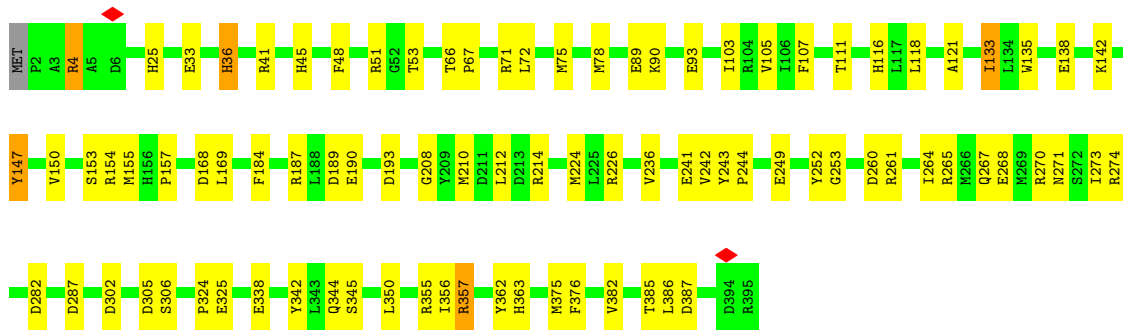 MET P2 A3 R4 A5 D6 H25 E33 H36 R41 H45 F48 R51 G52 T53 T66 P67 R71 L72 M75 M78 E89 K90 E93 I103 R104 V105 I106 F107 T111 H116 L117 L118 A121 I133 L134 W135 E138 K142
Y147 V150 S153 R154 M155 H156 P157 D168 L169 F184 R187 L188 D189 E190 D193 G208 Y209 M210 D211 L212 D213 R214 M224 L225 R226 V236 E241 V242 Y243 P244 E249 Y252 G253 D260 R261 I264 R265 M266 Q267 E268 M269 R270 N271 S272 I273 R274
D282 D287 D302 D305 S306 P324 E325 E338 Y342 L343 Q344 S345 L350 R355 I356 R357 Y362 H363 M375 F376 V382 T385 L386 D387 D394 R395